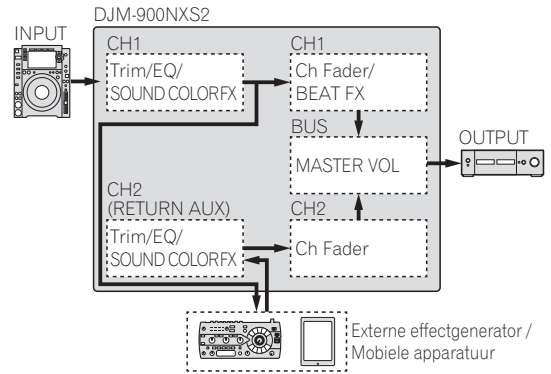 DJM-900NXS2
INPUT
CH1
Trim/EQ/
SOUND COLORFX
CH1
Ch Fader/
BEAT FX
BUS
MASTER VOL
OUTPUT
CH2
(RETURN AUX)
Trim/EQ/
SOUND COLORFX
CH2
Ch Fader
Externe effectgenerator /
Mobiele apparatuur